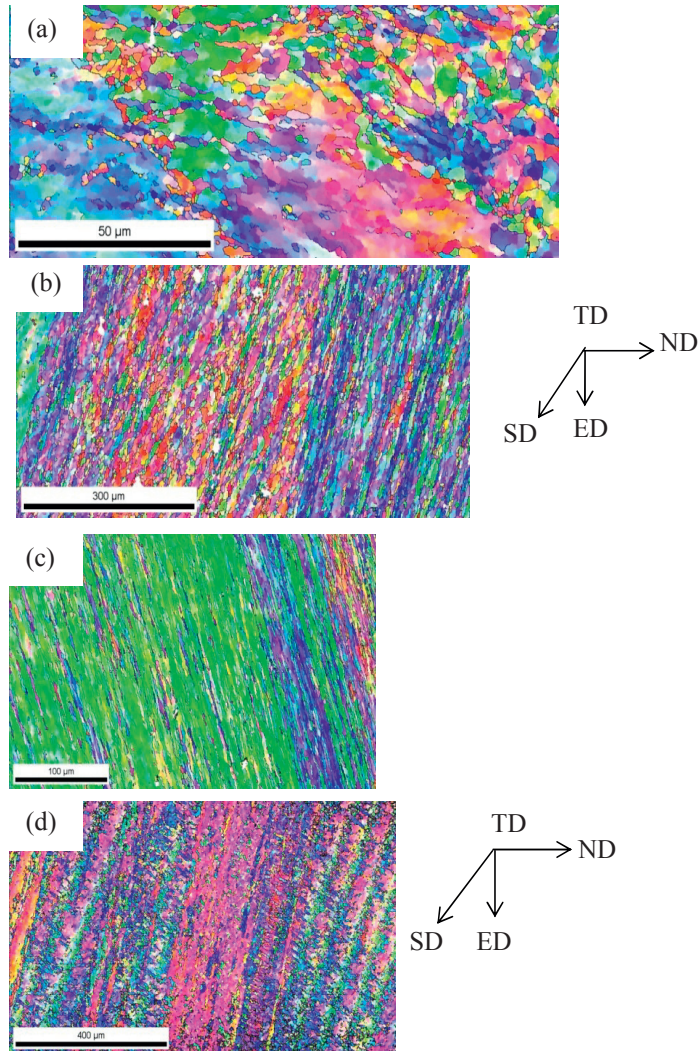 (a)
50 µm
(b)
300 µm
TD
ND
SD
ED
(c)
100 µm
(d)
400 µm
TD
ND
SD
ED